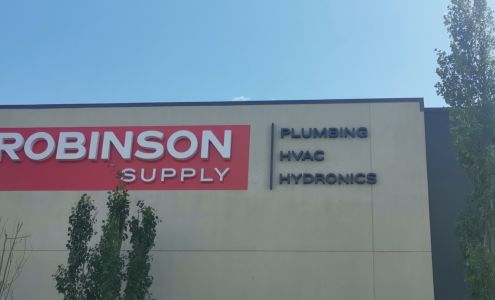 ROBINSON
SUPPLY
PLUMBING
HVAC
HYDRONICS